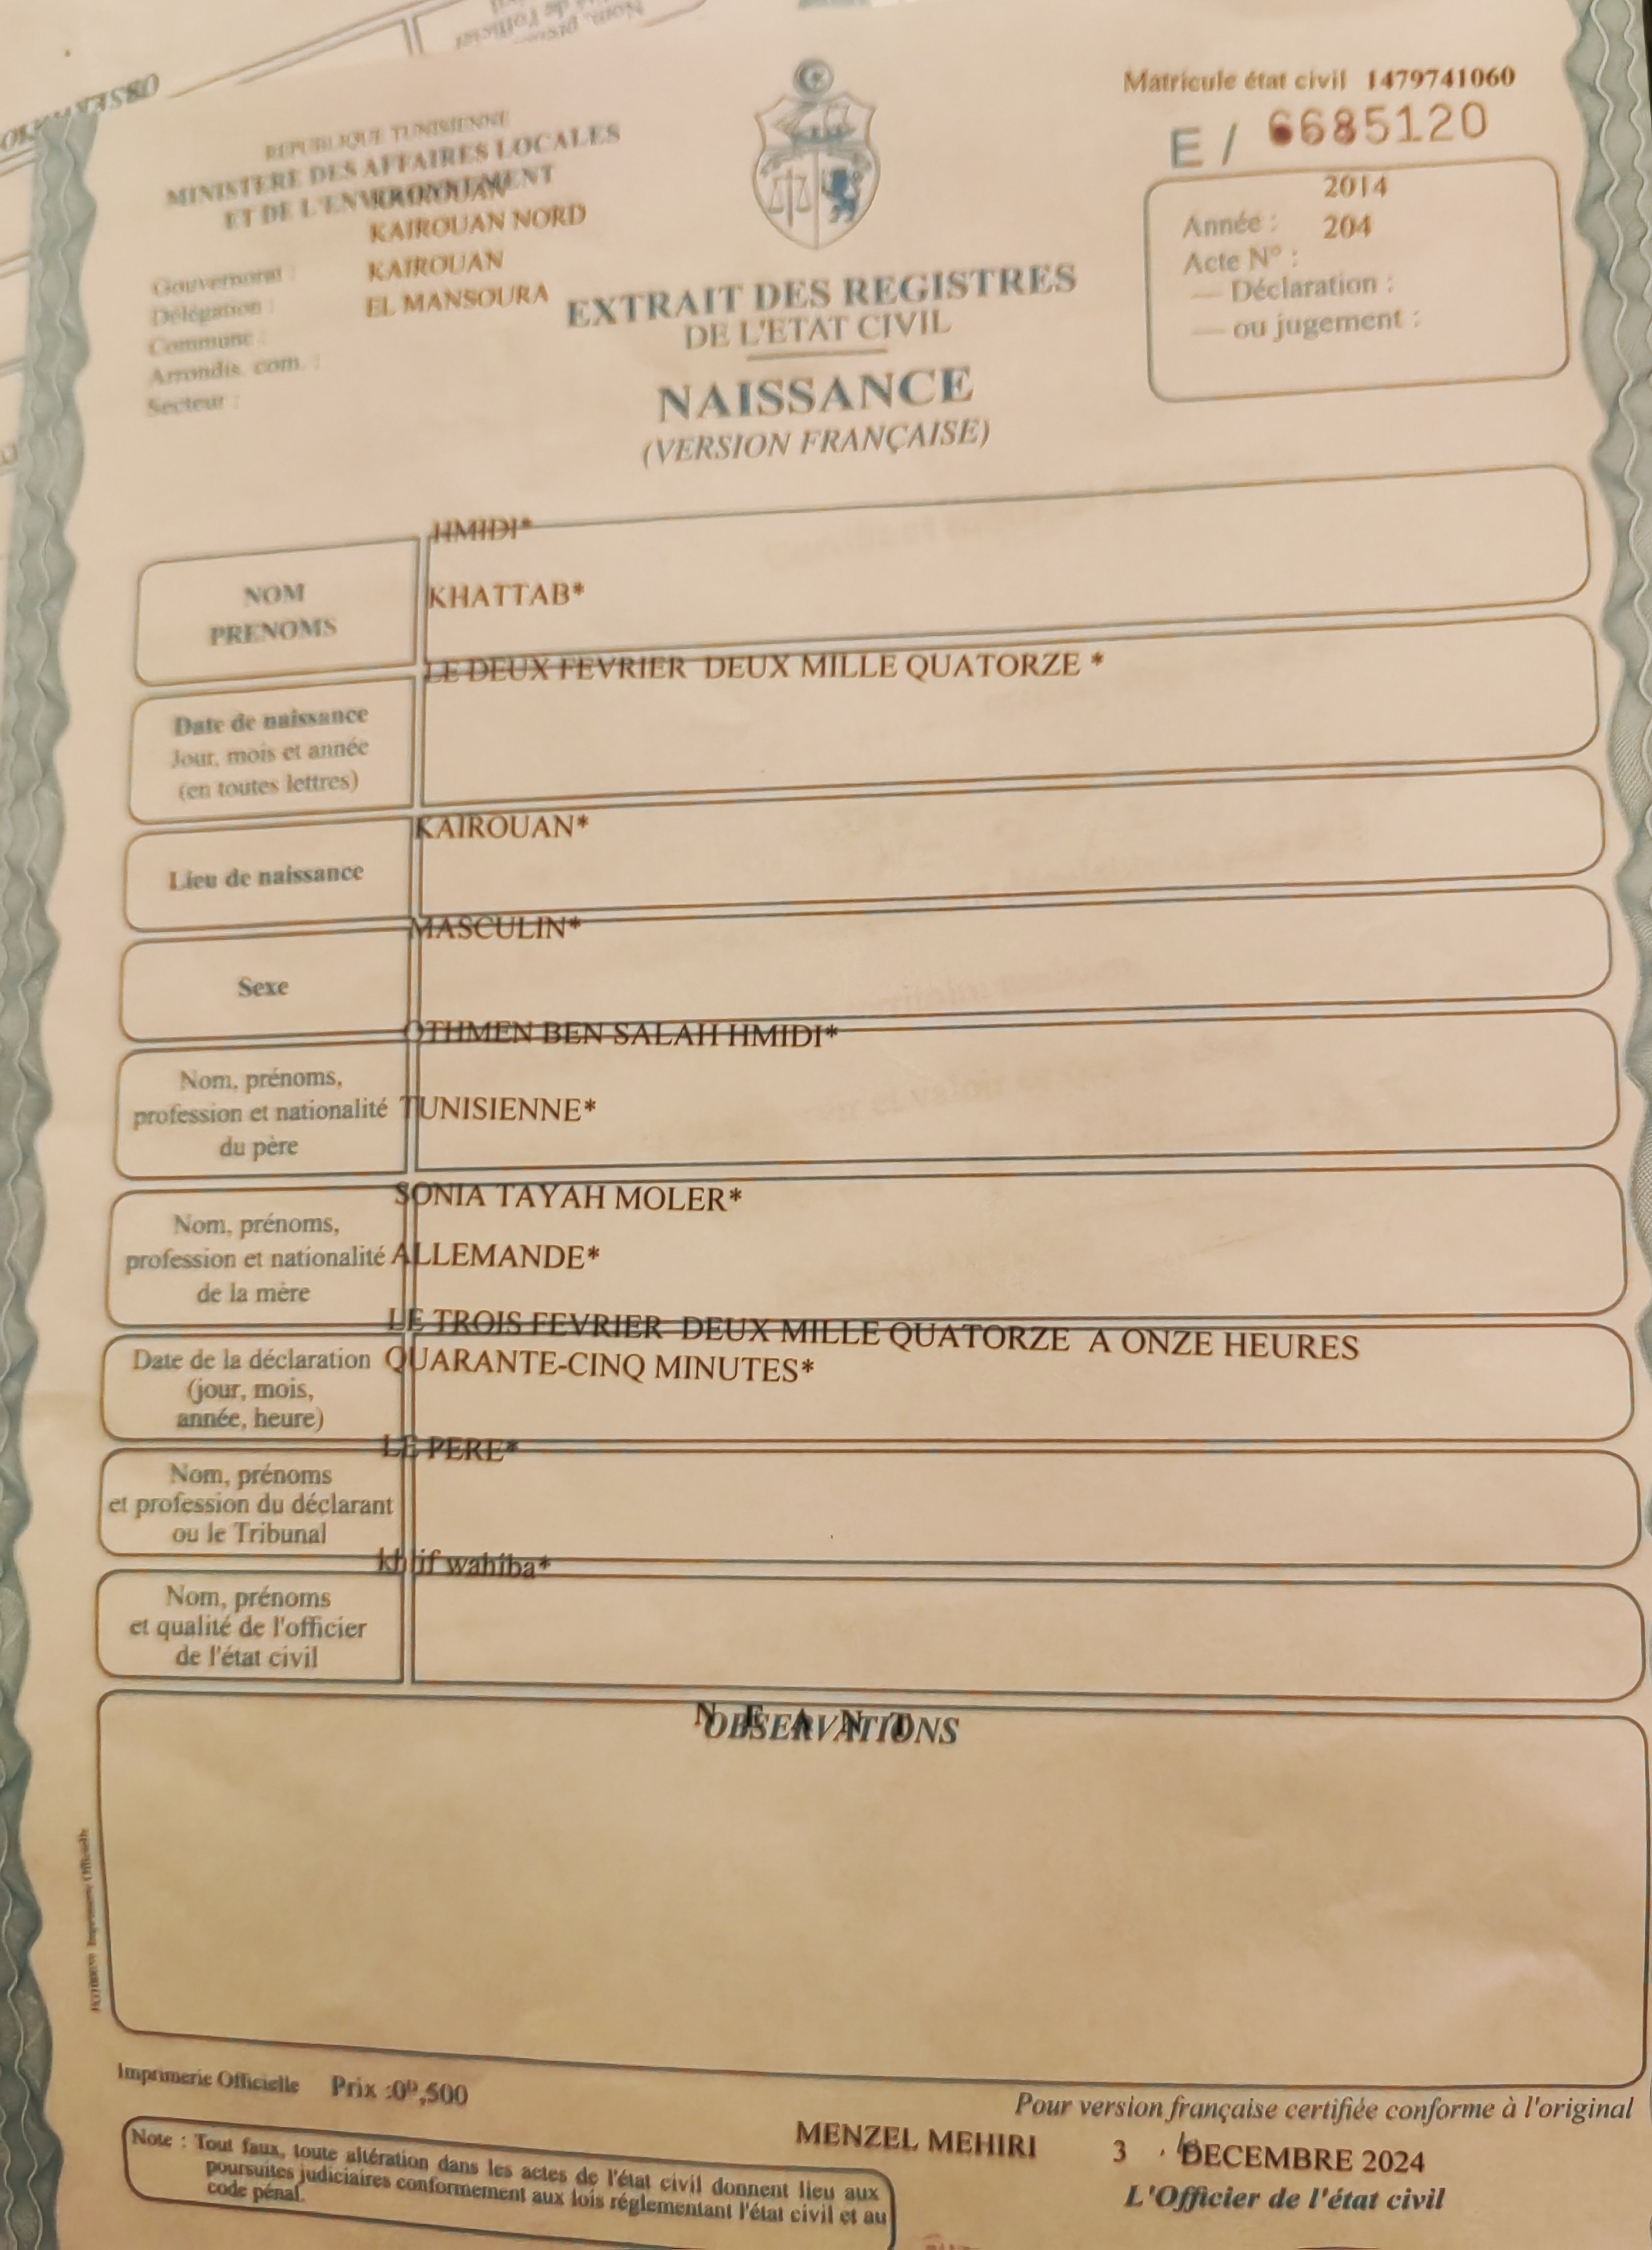 Matricule état civil 1479741060
E / 6685120
REPUBLIQUE TUNISIENNE
MINISTERE DES AFFAIRES LOCALES
ET DE L'ENVIRONNEMENT
KAIROUAN
Gouvernorat : KAIROUAN NORD
Délégation : KAIROUAN
Commune : EL MANSOURA
Arrondis. com. :
Secteur :
EXTRAIT DES REGISTRES
DE L'ETAT CIVIL
NAISSANCE
(VERSION FRANÇAISE)
2014
Année : 204
Acte N° :
— Déclaration :
— ou jugement :
HMIDI*
NOM
KHATTAB*
PRENOMS
LE DEUX FEVRIER DEUX MILLE QUATORZE *
Date de naissance
Jour, mois et année
(en toutes lettres)
KAIROUAN*
Lieu de naissance
MASCULIN*
Sexe
OTHMEN BEN SALAH HMIDI*
Nom, prénoms,
profession et nationalité TUNISIENNE*
du père
SONIA TAYAH MOLER*
Nom, prénoms,
profession et nationalité ALLEMANDE*
de la mère
LE TROIS FEVRIER DEUX MILLE QUATORZE A ONZE HEURES
Date de la déclaration QUARANTE-CINQ MINUTES*
(jour, mois,
année, heure)
LE PERE*
Nom, prénoms
et profession du déclarant
ou le Tribunal
wahiba*
Nom, prénoms
et qualité de l'officier
de l'état civil
N E A N T
OBSERVATIONS
Imprimerie Officielle Prix :0ᴰ,500
Pour version française certifiée conforme à l'original
MENZEL MEHIRI 3 , le DECEMBRE 2024
L'Officier de l'état civil
Note : Tout faux, toute altération dans les actes de l'état civil donnent lieu aux
poursuites judiciaires conformement aux lois réglementant l'état civil et au
code pénal.